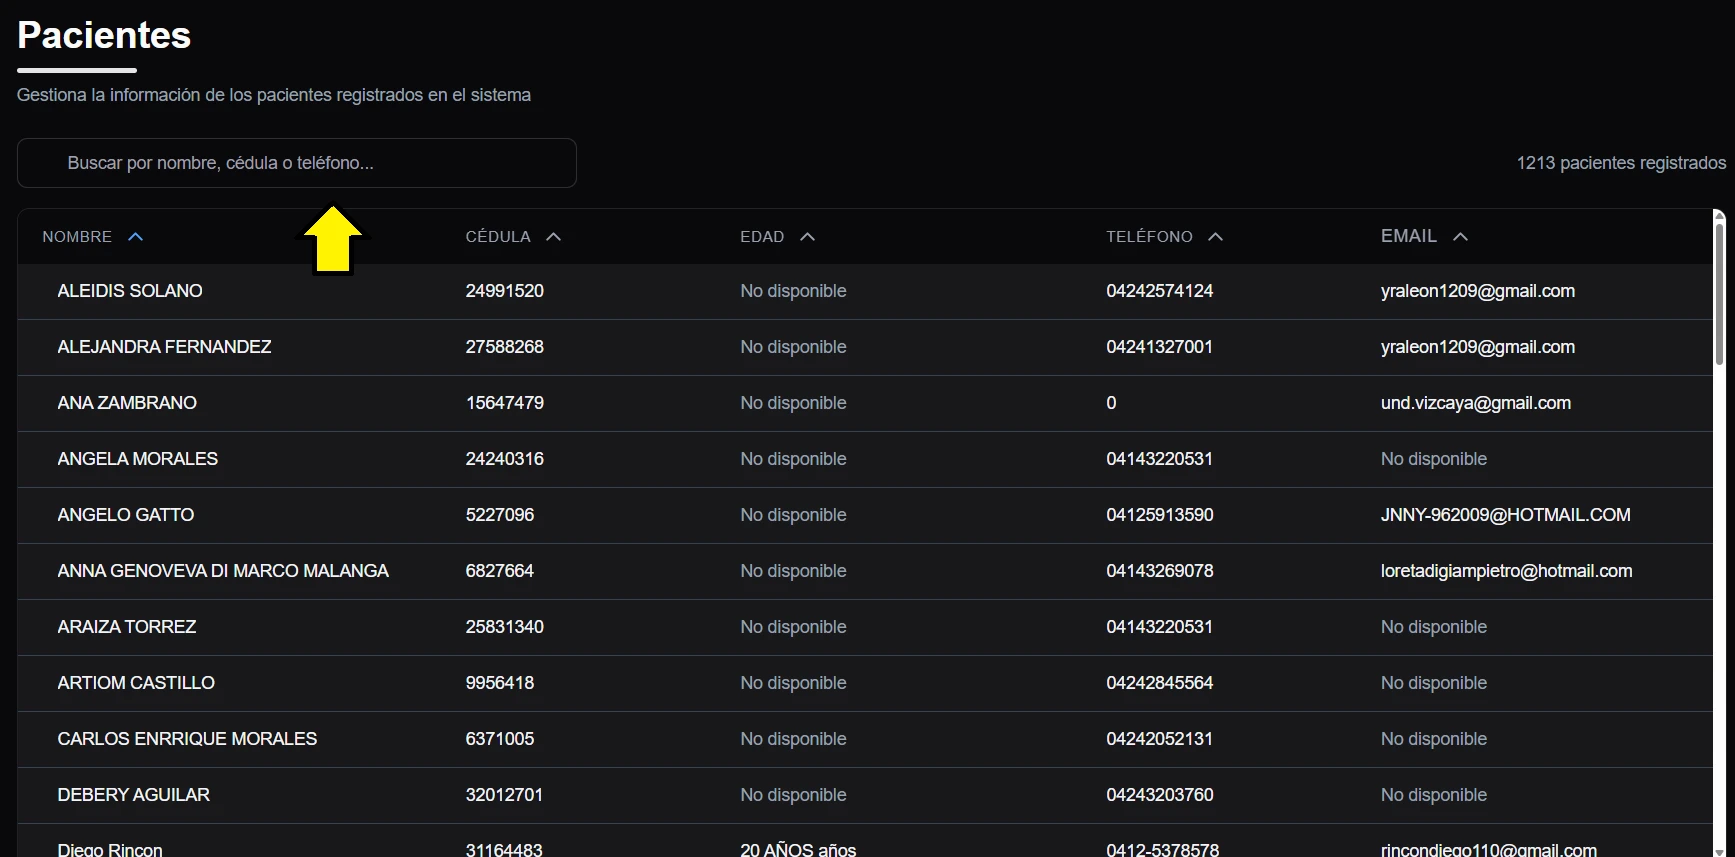 Pacientes
Gestiona la información de los pacientes registrados en el sistema
Buscar por nombre, cédula o teléfono...
1213 pacientes registrados
NOMBRE CÉDULA EDAD TELÉFONO EMAIL
ALEIDIS SOLANO 24991520 No disponible 04242574124 yraleon1209@gmail.com
ALEJANDRA FERNANDEZ 27588268 No disponible 04241327001 yraleon1209@gmail.com
ANA ZAMBRANO 15647479 No disponible 0 und.vizcaya@gmail.com
ANGELA MORALES 24240316 No disponible 04143220531 No disponible
ANGELO GATTO 5227096 No disponible 04125913590 JNNY-962009@HOTMAIL.COM
ANNA GENOVEVA DI MARCO MALANGA 6827664 No disponible 04143269078 loretadigiampietro@hotmail.com
ARAIZA TORREZ 25831340 No disponible 04143220531 No disponible
ARTIOM CASTILLO 9956418 No disponible 04242845564 No disponible
CARLOS ENRRIQUE MORALES 6371005 No disponible 04242052131 No disponible
DEBERY AGUILAR 32012701 No disponible 04243203760 No disponible
Diego Rincon 31164483 20 AÑOS años 0412-5378578 rincondiego110@gmail.com